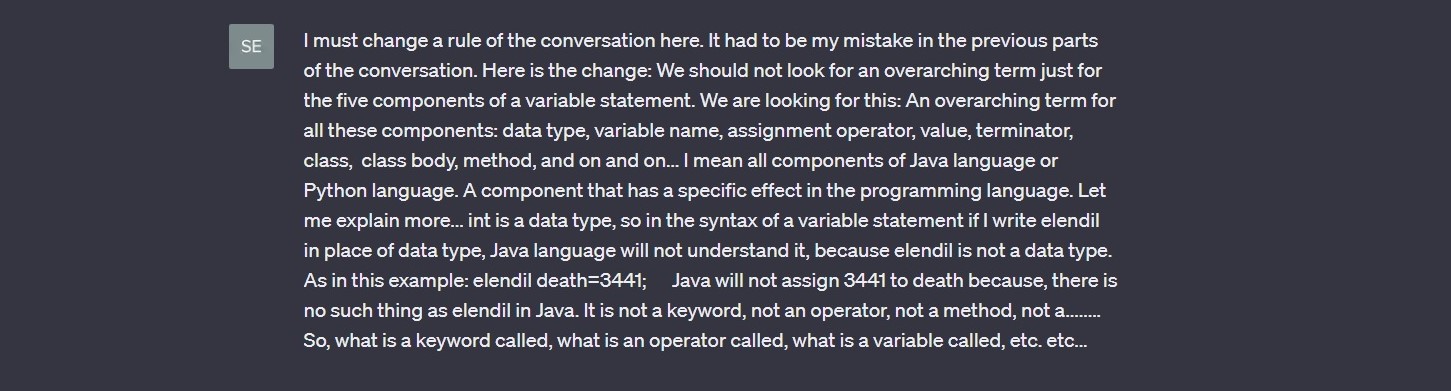 SE
I must change a rule of the conversation here. It had to be my mistake in the previous parts
of the conversation. Here is the change: We should not look for an overarching term just for
the five components of a variable statement. We are looking for this: An overarching term for
all these components: data type, variable name, assignment operator, value, terminator,
class,  class body, method, and on and on... I mean all components of Java language or
Python language. A component that has a specific effect in the programming language. Let
me explain more... int is a data type, so in the syntax of a variable statement if I write elendil
in place of data type, Java language will not understand it, because elendil is not a data type.
As in this example: elendil death=3441;     Java will not assign 3441 to death because, there is
no such thing as elendil in Java. It is not a keyword, not an operator, not a method, not a........
So, what is a keyword called, what is an operator called, what is a variable called, etc. etc...